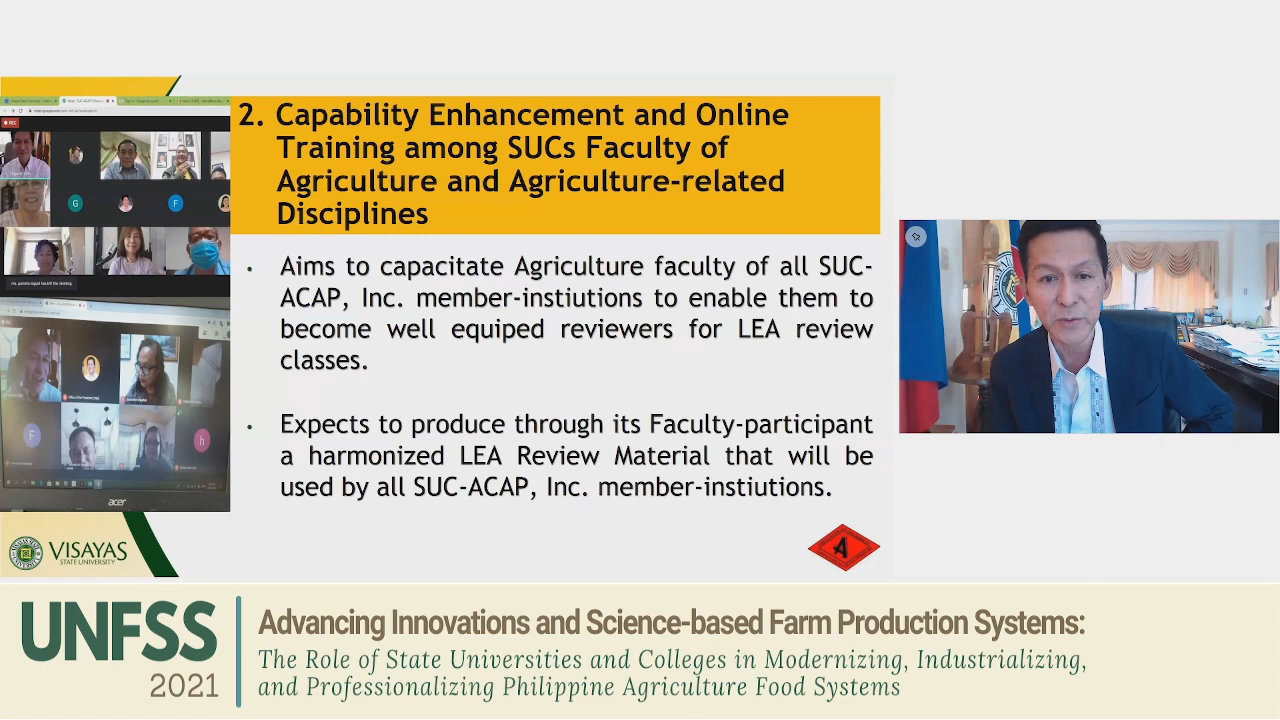 2. Capability Enhancement and Online
Training among SUCs Faculty of
Agriculture and Agriculture-related
Disciplines
• Aims to capacitate Agriculture faculty of all SUC-
ACAP, Inc. member-instiutions to enable them to
become well equiped reviewers for LEA review
classes.
• Expects to produce through its Faculty-participant
a harmonized LEA Review Material that will be
used by all SUC-ACAP, Inc. member-instiutions.
REC
G
F
F
h
acer
VISAYAS
STATE UNIVERSITY
A
UNFSS
2021
Advancing Innovations and Science-based Farm Production Systems:
The Role of State Universities and Colleges in Modernizing, Industrializing,
and Professionalizing Philippine Agriculture Food Systems